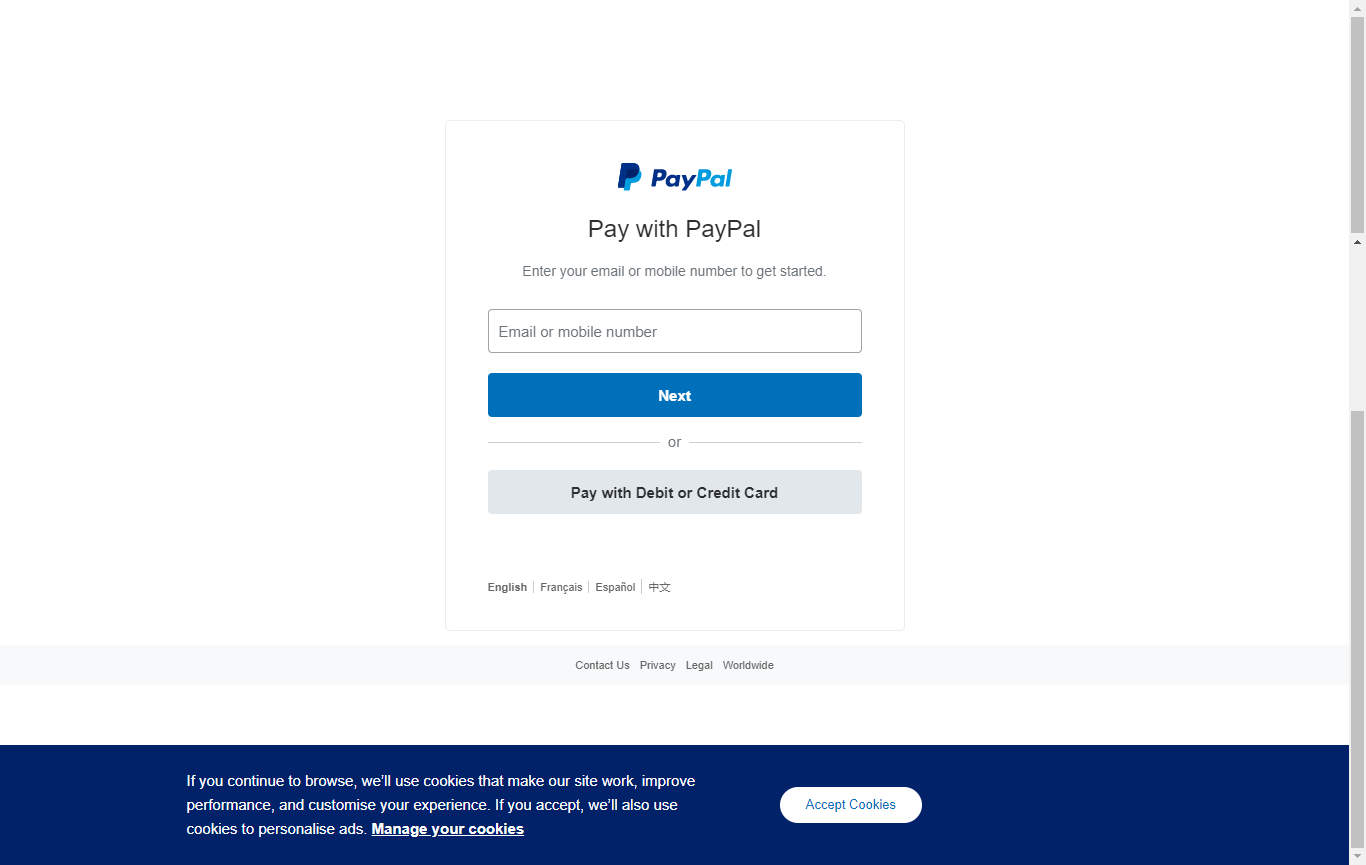 PayPal
Pay with PayPal
Enter your email or mobile number to get started.
Email or mobile number
Next
or
Pay with Debit or Credit Card
English Français Español 中文
Contact Us Privacy Legal Worldwide
If you continue to browse, we’ll use cookies that make our site work, improve
performance, and customise your experience. If you accept, we’ll also use
cookies to personalise ads. Manage your cookies
Accept Cookies